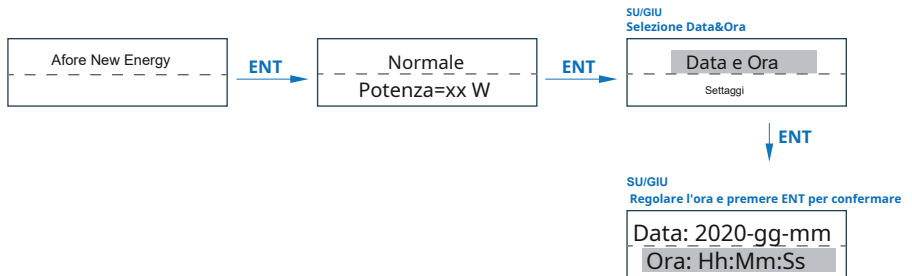 SU/GIU
Selezione Data&Ora
Afore New Energy
ENT
Normale
Potenza=xx W
ENT
Data e Ora
Settaggi
ENT
SU/GIU
Regolare l'ora e premere ENT per confermare
Data: 2020-gg-mm
Ora: Hh:Mm:Ss